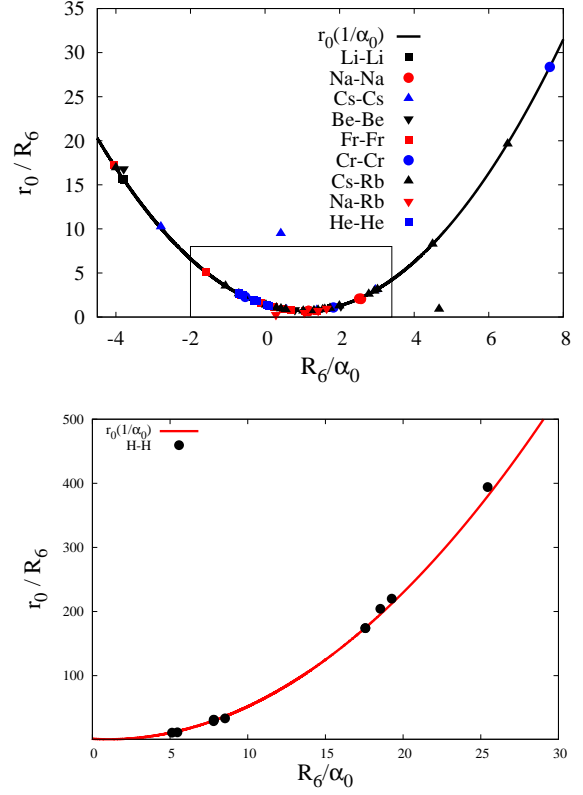 35
30
25
20
15
10
5
0
r0 / R6
-4
-2
0
2
4
6
8
R6/α0
r0(1/α0)
Li-Li
Na-Na
Cs-Cs
Be-Be
Fr-Fr
Cr-Cr
Cs-Rb
Na-Rb
He-He
500
400
300
200
100
r0 / R6
0
5
10
15
20
25
30
R6/α0
r0(1/α0)
H-H